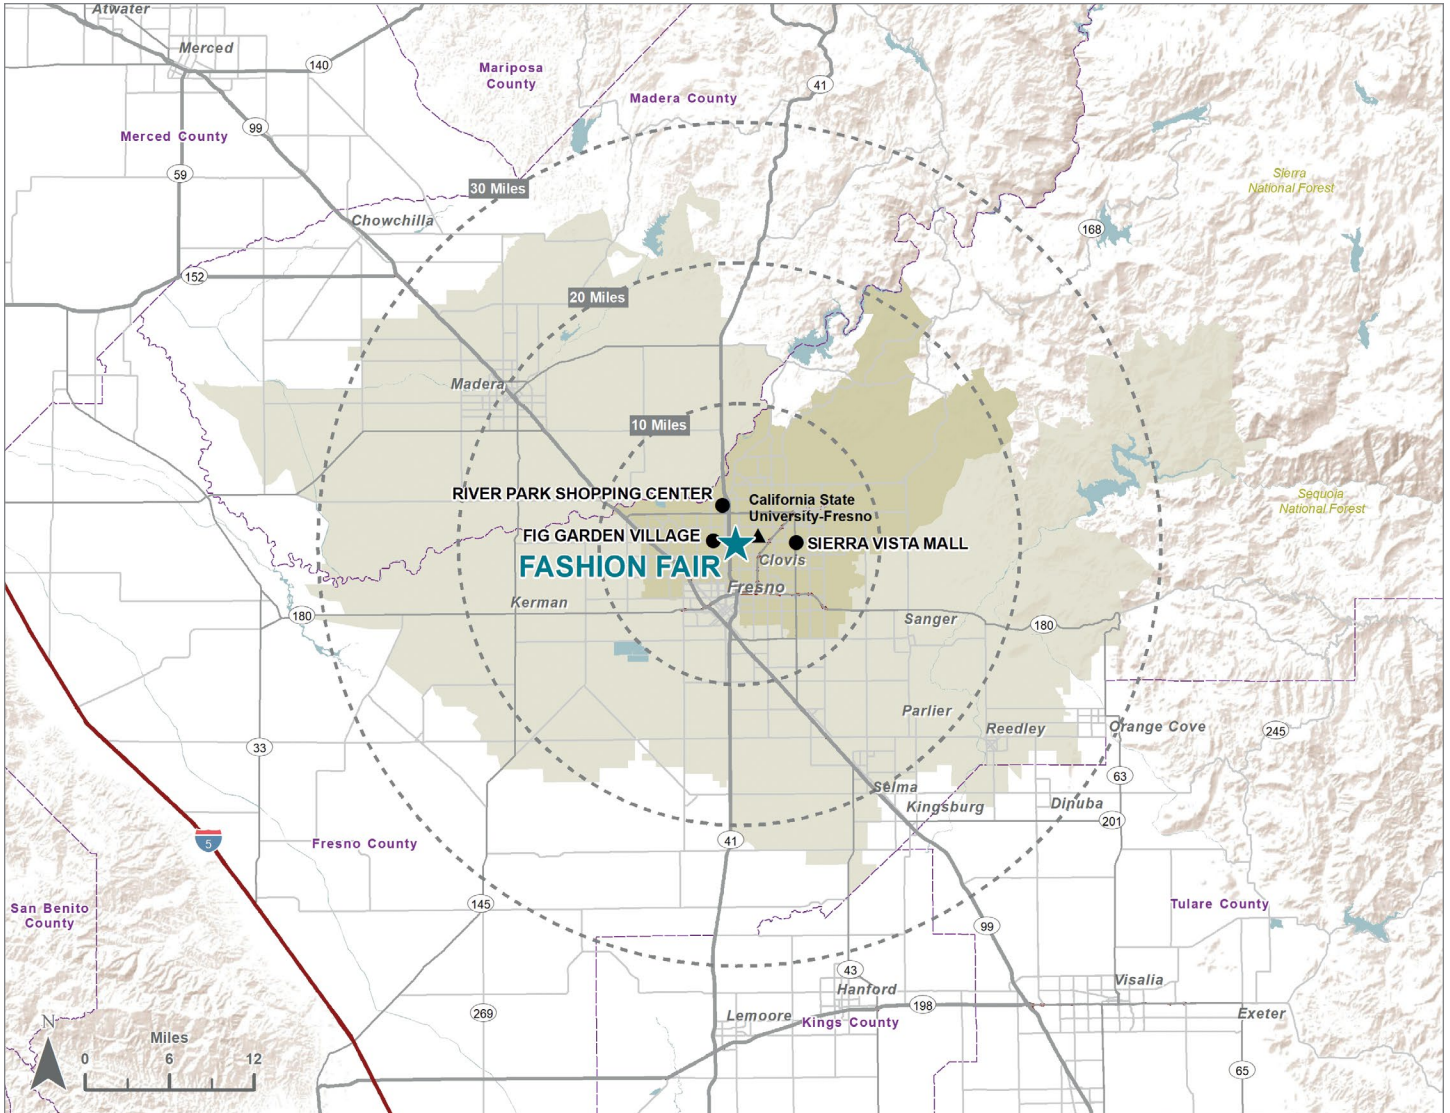 Atwater
Merced
140
Mariposa
County
Madera County
41
Merced County
99
59
30 Miles
Sierra
National Forest
Chowchilla
168
152
20 Miles
Madera
10 Miles
RIVER PARK SHOPPING CENTER
California State
University-Fresno
Sequoia
National Forest
FIG GARDEN VILLAGE
SIERRA VISTA MALL
FASHION FAIR
Clovis
Fresno
Kerman
180
Sanger
180
Parlier
Reedley
Orange Cove
245
33
63
Selma
Kingsburg
Dinuba
201
Fresno County
5
41
San Benito
County
145
Tulare County
99
43
Hanford
Visalia
198
269
Lemoore
Kings County
Exeter
N
Miles
0 6 12
65